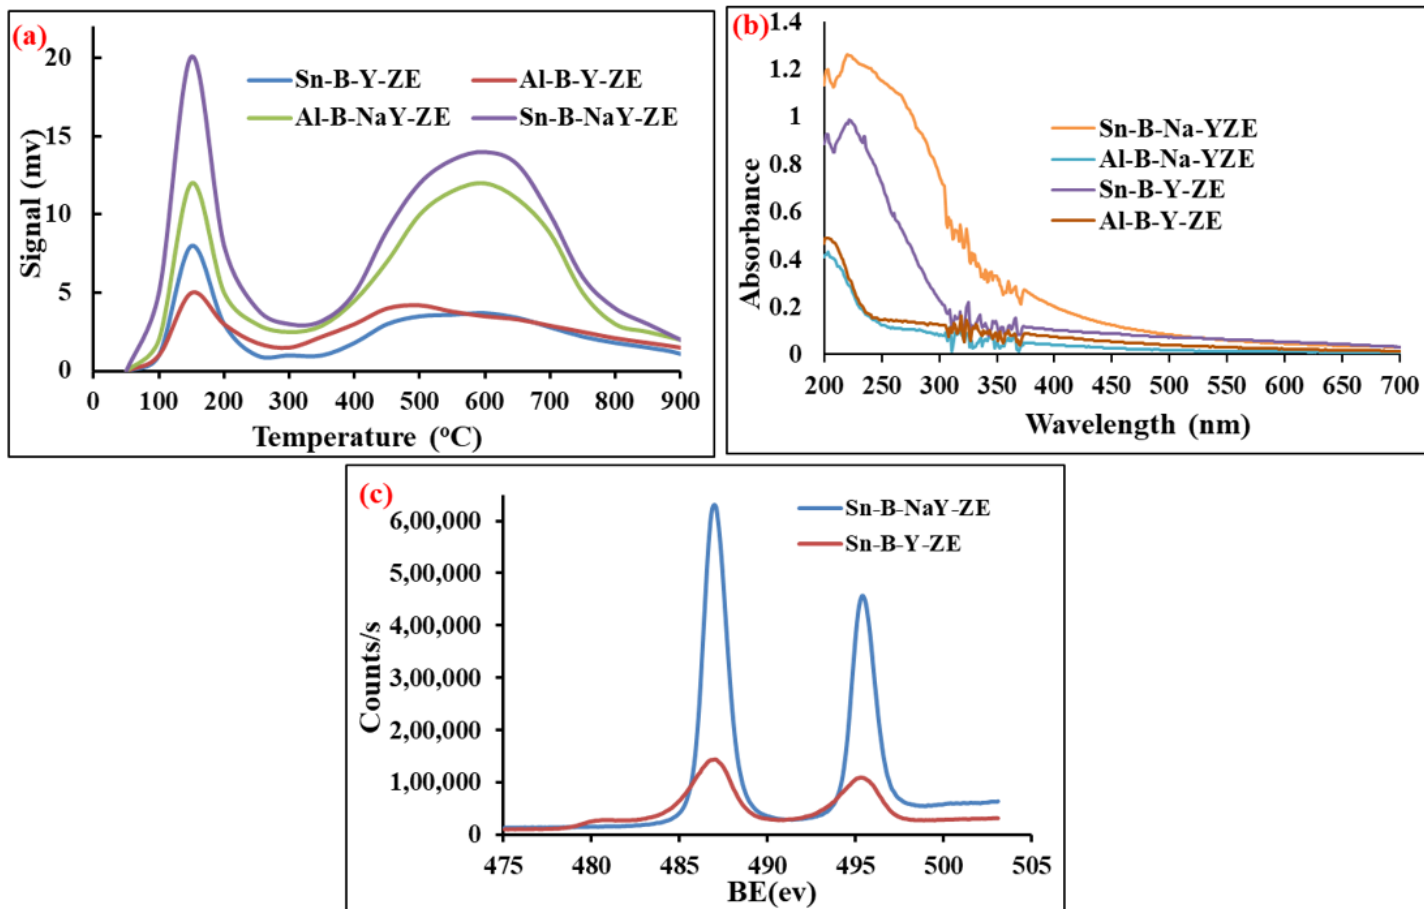 (a)
20
15
10
5
0
Signal (mv)
Sn-B-Y-ZE
Al-B-Y-ZE
Al-B-NaY-ZE
Sn-B-NaY-ZE
0 100 200 300 400 500 600 700 800 900
Temperature (°C)
(b)
1.4
1.2
1
0.8
0.6
0.4
0.2
0
Absorbance
Sn-B-Na-YZE
Al-B-Na-YZE
Sn-B-Y-ZE
Al-B-Y-ZE
200 250 300 350 400 450 500 550 600 650 700
Wavelength (nm)
(c)
6,00,000
5,00,000
4,00,000
3,00,000
2,00,000
1,00,000
0
Counts/s
Sn-B-NaY-ZE
Sn-B-Y-ZE
475 480 485 490 495 500 505
BE(ev)